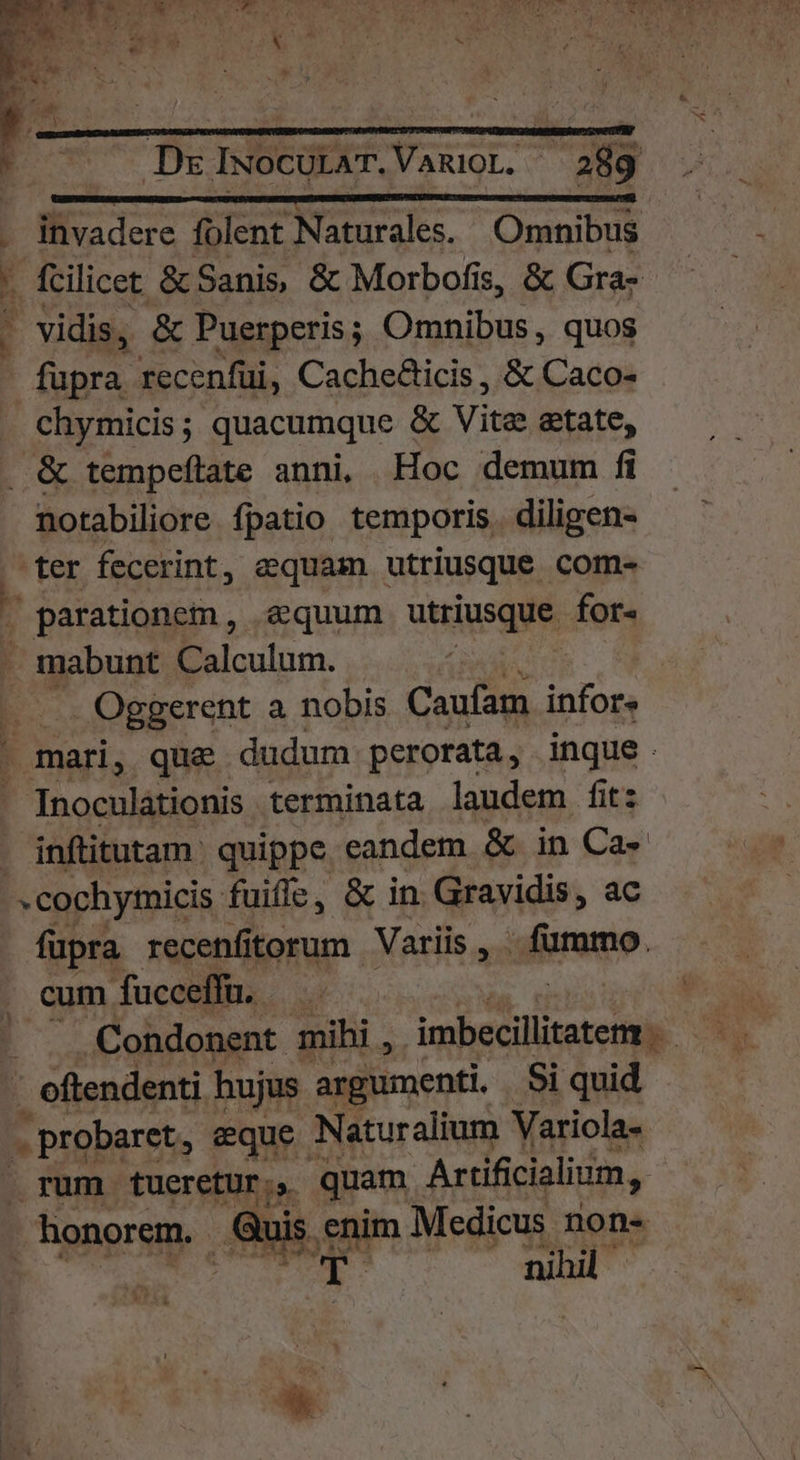 De Inoculat. Variol. 289
invadere ſolent Naturales. Omnibus
ſcilicet & Sanis, & Morboſis, & Gra-
vidis, & Puerperis; Omnibus, quos
ſupra recenſui, Cachecticis, & Caco-
chymicis; quacumque & Vitæ ætate,
& tempeſtate anni. Hoc demum ſi
notabiliore ſpatio temporis diligen-
ter fecerint, æquam utriusque com-
parationem, æquum utriusque for-
mabunt Calculum.
Oggerent a nobis Cauſam infor-
mari, quæ dudum perorata, inque
Inoculationis terminata laudem ſit:
inſtitutam quippe eandem & in Ca-
cochymicis fuiſſe, & in Gravidis, ac
ſupra recenſitorum Variis, ſummo
cum ſucceſſu.
Condonent mihi, imbecillitatem
oſtendenti hujus argumenti. Si quid
probaret, æque Naturalium Variola-
rum tueretur, quam Artificialium,
honorem. Quis enim Medicus non-
T nihil